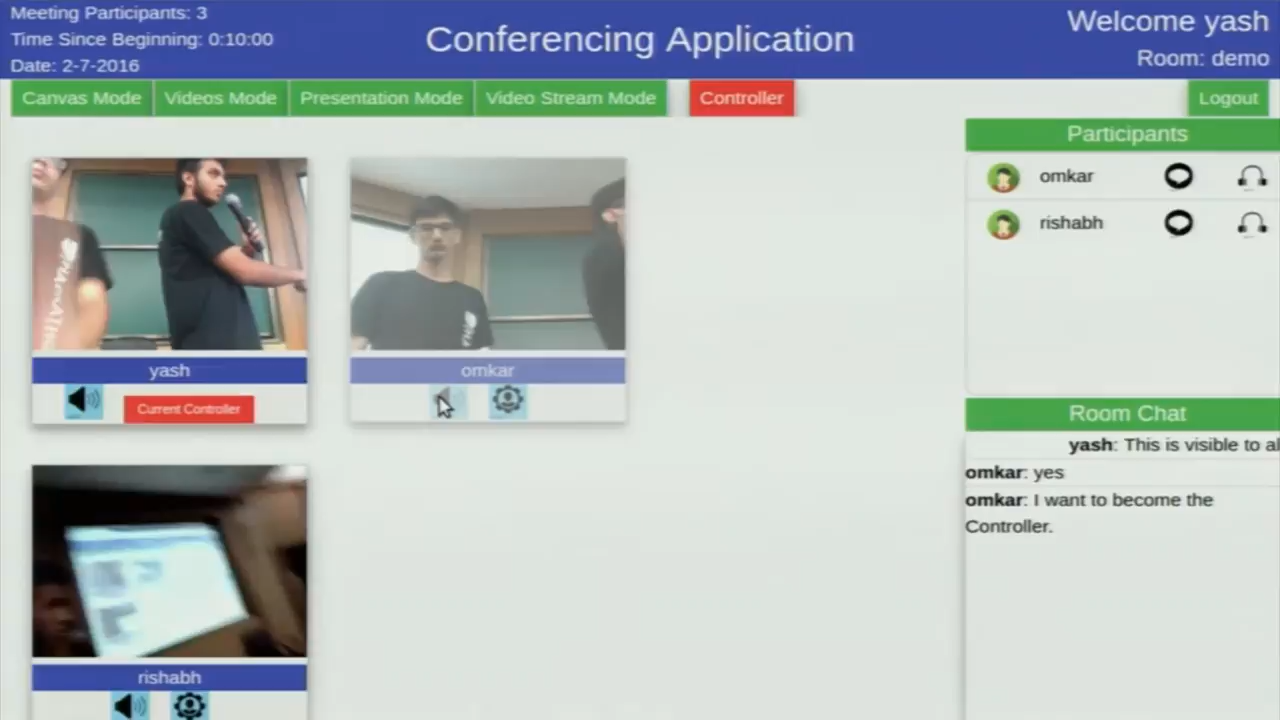 Meeting Participants: 3
Time Since Beginning: 0:10:00
Date: 2-7-2016
Conferencing Application
Welcome yash
Room: demo
Canvas Mode
Videos Mode
Presentation Mode
Video Stream Mode
Controller
Logout
Participants
omkar
rishabh
yash
Current Controller
omkar
rishabh
Room Chat
yash: This is visible to al
omkar: yes
omkar: I want to become the
Controller.